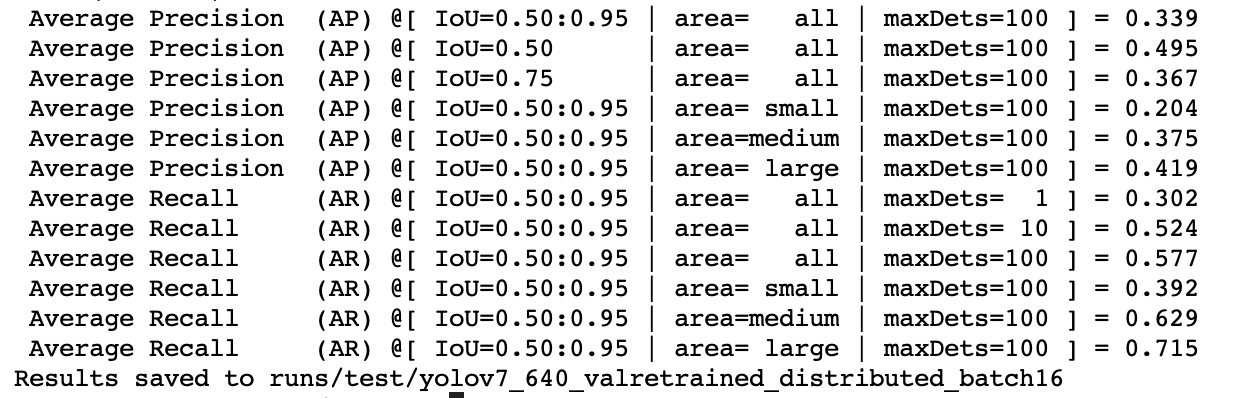 Average Precision  (AP) @[ IoU=0.50:0.95 | area=   all | maxDets=100 ] = 0.339
Average Precision  (AP) @[ IoU=0.50      | area=   all | maxDets=100 ] = 0.495
Average Precision  (AP) @[ IoU=0.75      | area=   all | maxDets=100 ] = 0.367
Average Precision  (AP) @[ IoU=0.50:0.95 | area= small | maxDets=100 ] = 0.204
Average Precision  (AP) @[ IoU=0.50:0.95 | area=medium | maxDets=100 ] = 0.375
Average Precision  (AP) @[ IoU=0.50:0.95 | area= large | maxDets=100 ] = 0.419
Average Recall     (AR) @[ IoU=0.50:0.95 | area=   all | maxDets=  1 ] = 0.302
Average Recall     (AR) @[ IoU=0.50:0.95 | area=   all | maxDets= 10 ] = 0.524
Average Recall     (AR) @[ IoU=0.50:0.95 | area=   all | maxDets=100 ] = 0.577
Average Recall     (AR) @[ IoU=0.50:0.95 | area= small | maxDets=100 ] = 0.392
Average Recall     (AR) @[ IoU=0.50:0.95 | area=medium | maxDets=100 ] = 0.629
Average Recall     (AR) @[ IoU=0.50:0.95 | area= large | maxDets=100 ] = 0.715
Results saved to runs/test/yolov7_640_valretrained_distributed_batch16